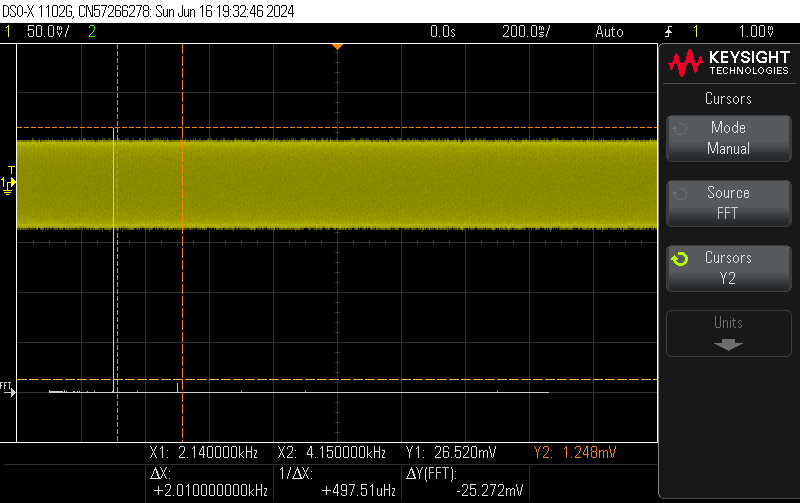 DSO-X 1102G, CN57266278: Sun Jun 16 19:32:46 2024
1 50.0V/ 2 0.0s 200.0s/ Auto 1 1.00V
KEYSIGHT
TECHNOLOGIES
Cursors
Mode
Manual
Source
FFT
Cursors
Y2
Units
T
1
FFT
X1: 2.140000kHz X2: 4.150000kHz Y1: 26.520mV Y2: 1.248mV
ΔX: 1/ΔX: ΔY(FFT):
+2.010000000kHz +497.51uHz -25.272mV